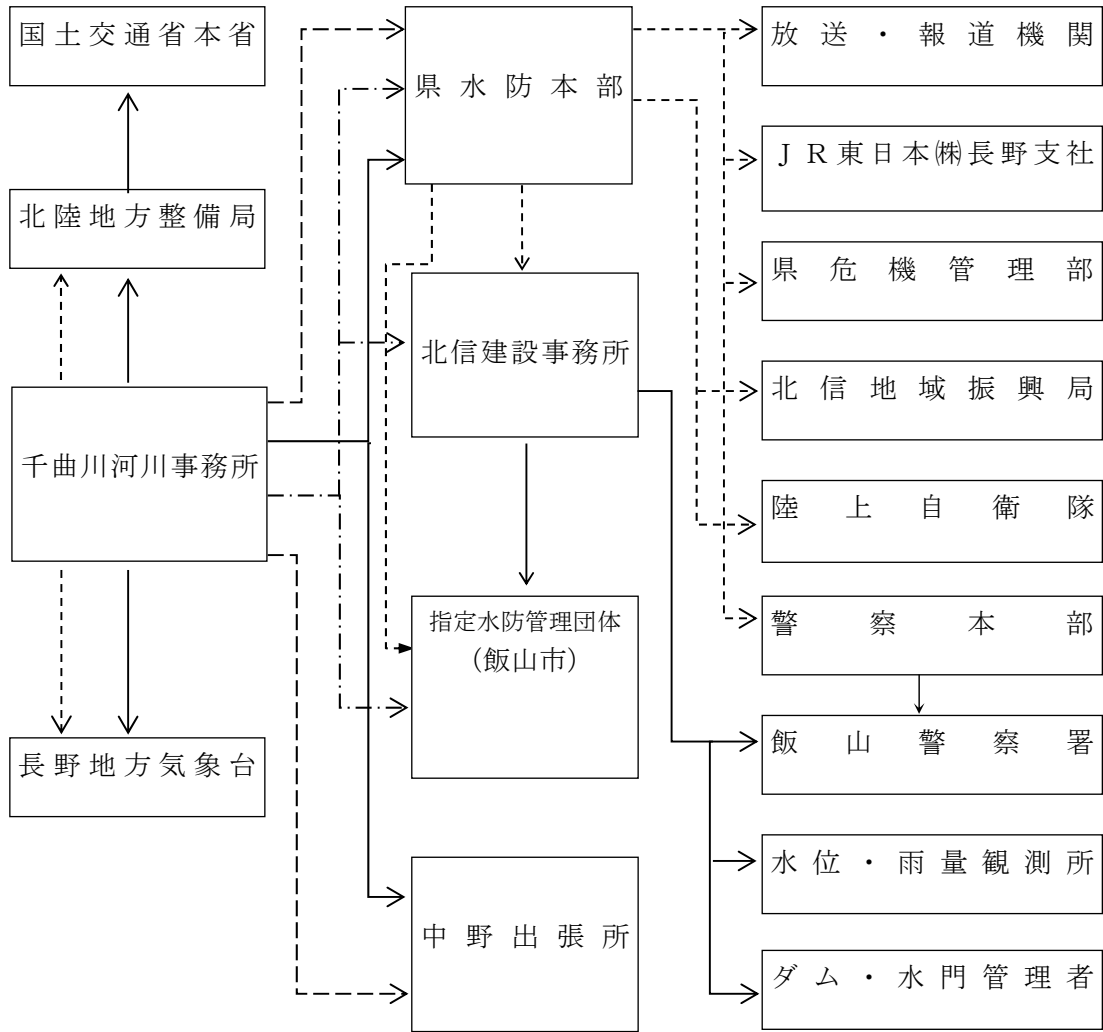 国土交通省本省
北陸地方整備局
千曲川河川事務所
長野地方気象台
県水防本部
北信建設事務所
指定水防管理団体
(飯山市)
中野出張所
放送・報道機関
ＪＲ東日本㈱長野支社
県危機管理部
北信地域振興局
陸上自衛隊
警察本部
飯山警察署
水位・雨量観測所
ダム・水門管理者